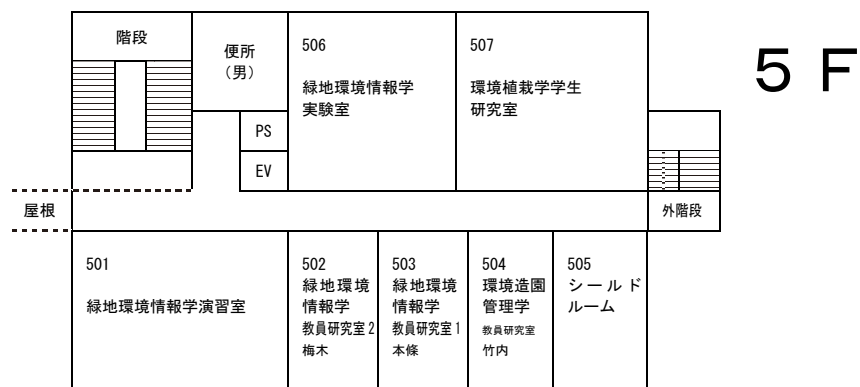 5 F
階段
便所
（男）
506
緑地環境情報学
実験室
507
環境植栽学学生
研究室
PS
EV
屋根
外階段
501
緑地環境情報学演習室
502
緑地環境
情報学
教員研究室2
梅木
503
緑地環境
情報学
教員研究室1
本條
504
環境造園
管理学
教員研究室
竹内
505
シールド
ルーム